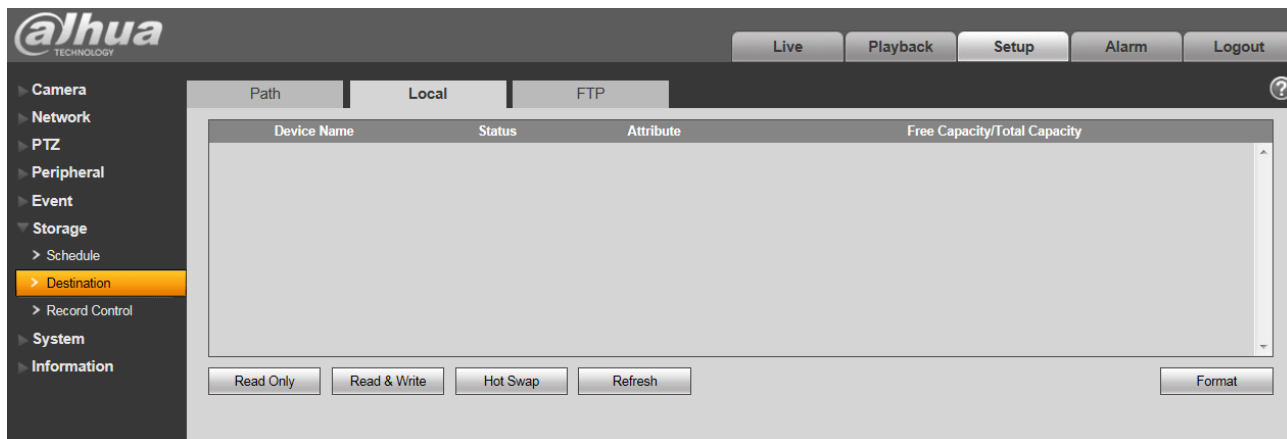 alhua
TECHNOLOGY
Live Playback Setup Alarm Logout
Camera
Network
PTZ
Peripheral
Event
Storage
> Schedule
> Destination
> Record Control
System
Information
Path Local FTP
?
Device Name Status Attribute Free Capacity/Total Capacity
Read Only Read & Write Hot Swap Refresh Format